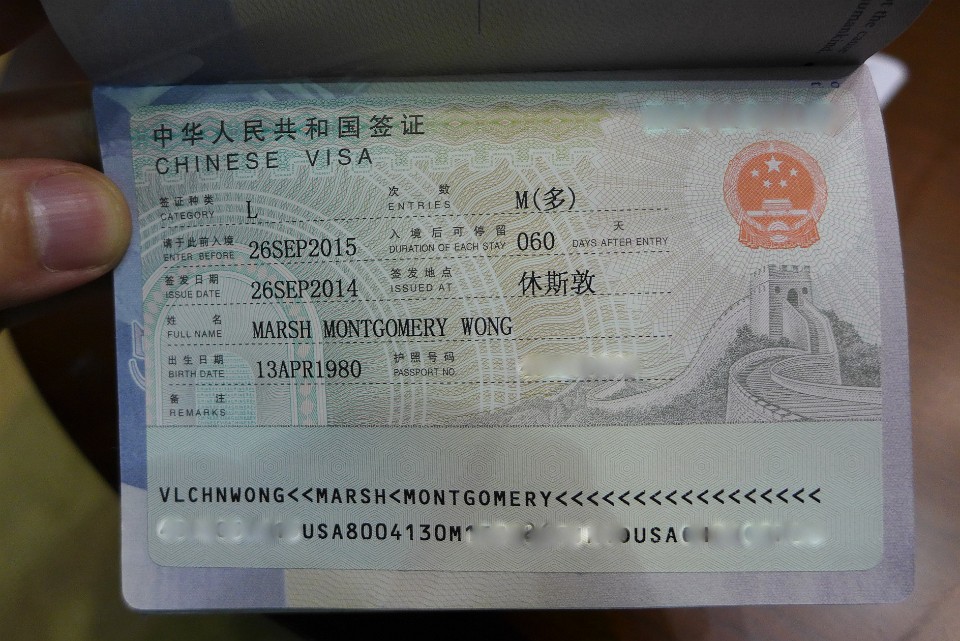 中华人民共和国签证
CHINESE VISA
签证种类 CATEGORY L 次数 ENTRIES M(多)
请于此前入境 ENTER BEFORE 26SEP2015 入境后可停留 DURATION OF EACH STAY 060 天 DAYS AFTER ENTRY
签发日期 ISSUE DATE 26SEP2014 签发地点 ISSUED AT 休斯敦
姓名 FULL NAME MARSH MONTGOMERY WONG
出生日期 BIRTH DATE 13APR1980 护照号码 PASSPORT NO.
备注 REMARKS
VLCHNWONG<<MARSH<MONTGOMERY<<<<<<<<<<<<<<<<<<
USA8004130M